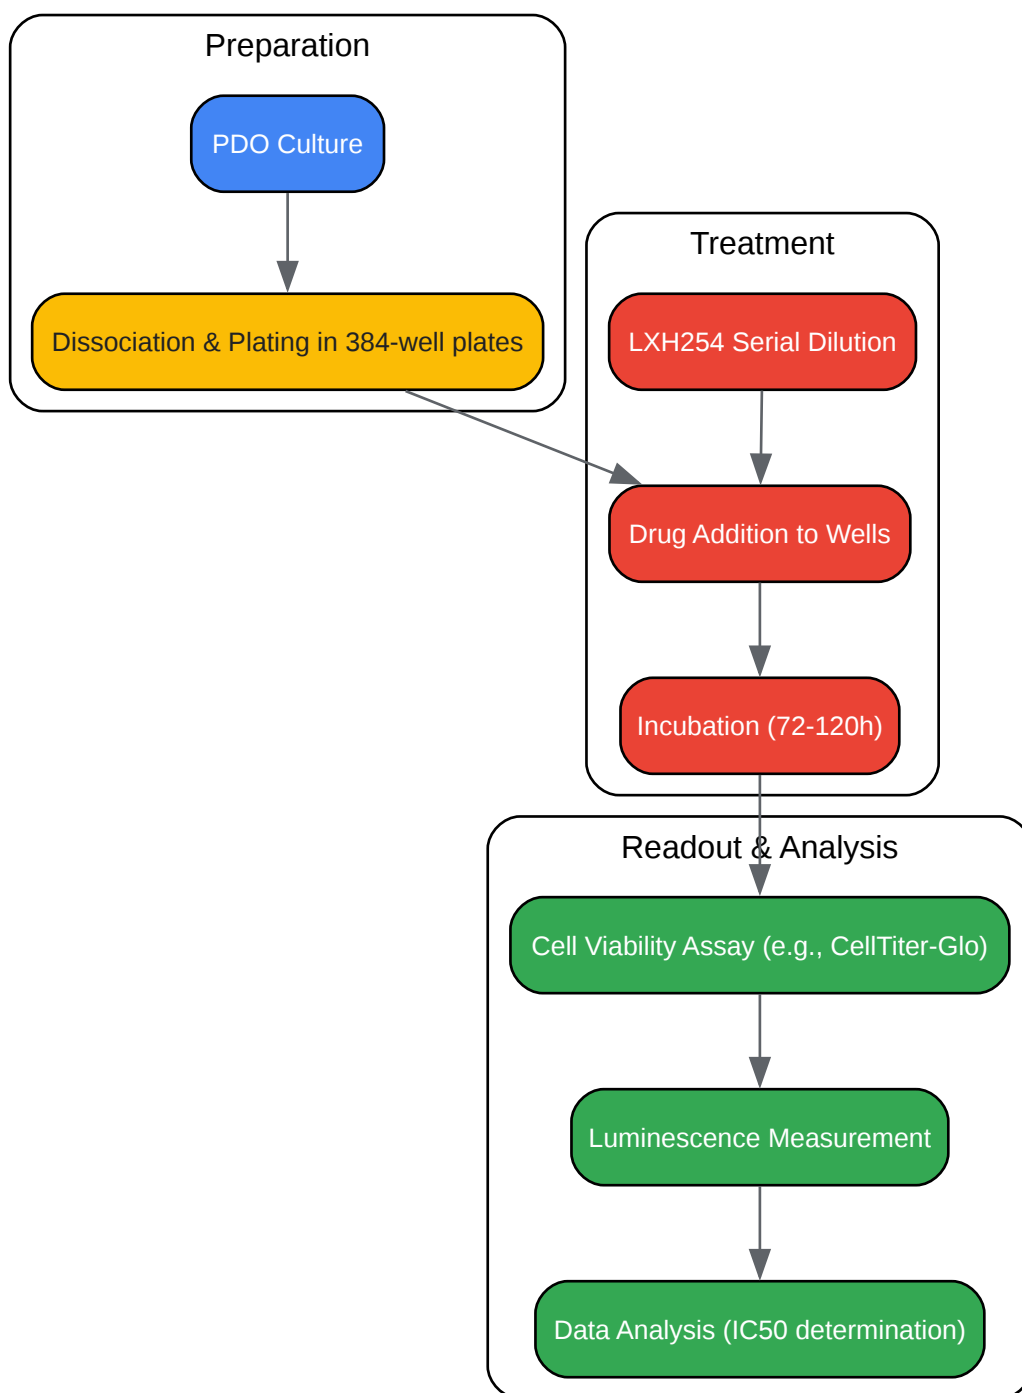 Preparation
PDO Culture
Dissociation & Plating in 384-well plates
Treatment
LXH254 Serial Dilution
Drug Addition to Wells
Incubation (72-120h)
Readout & Analysis
Cell Viability Assay (e.g., CellTiter-Glo)
Luminescence Measurement
Data Analysis (IC50 determination)